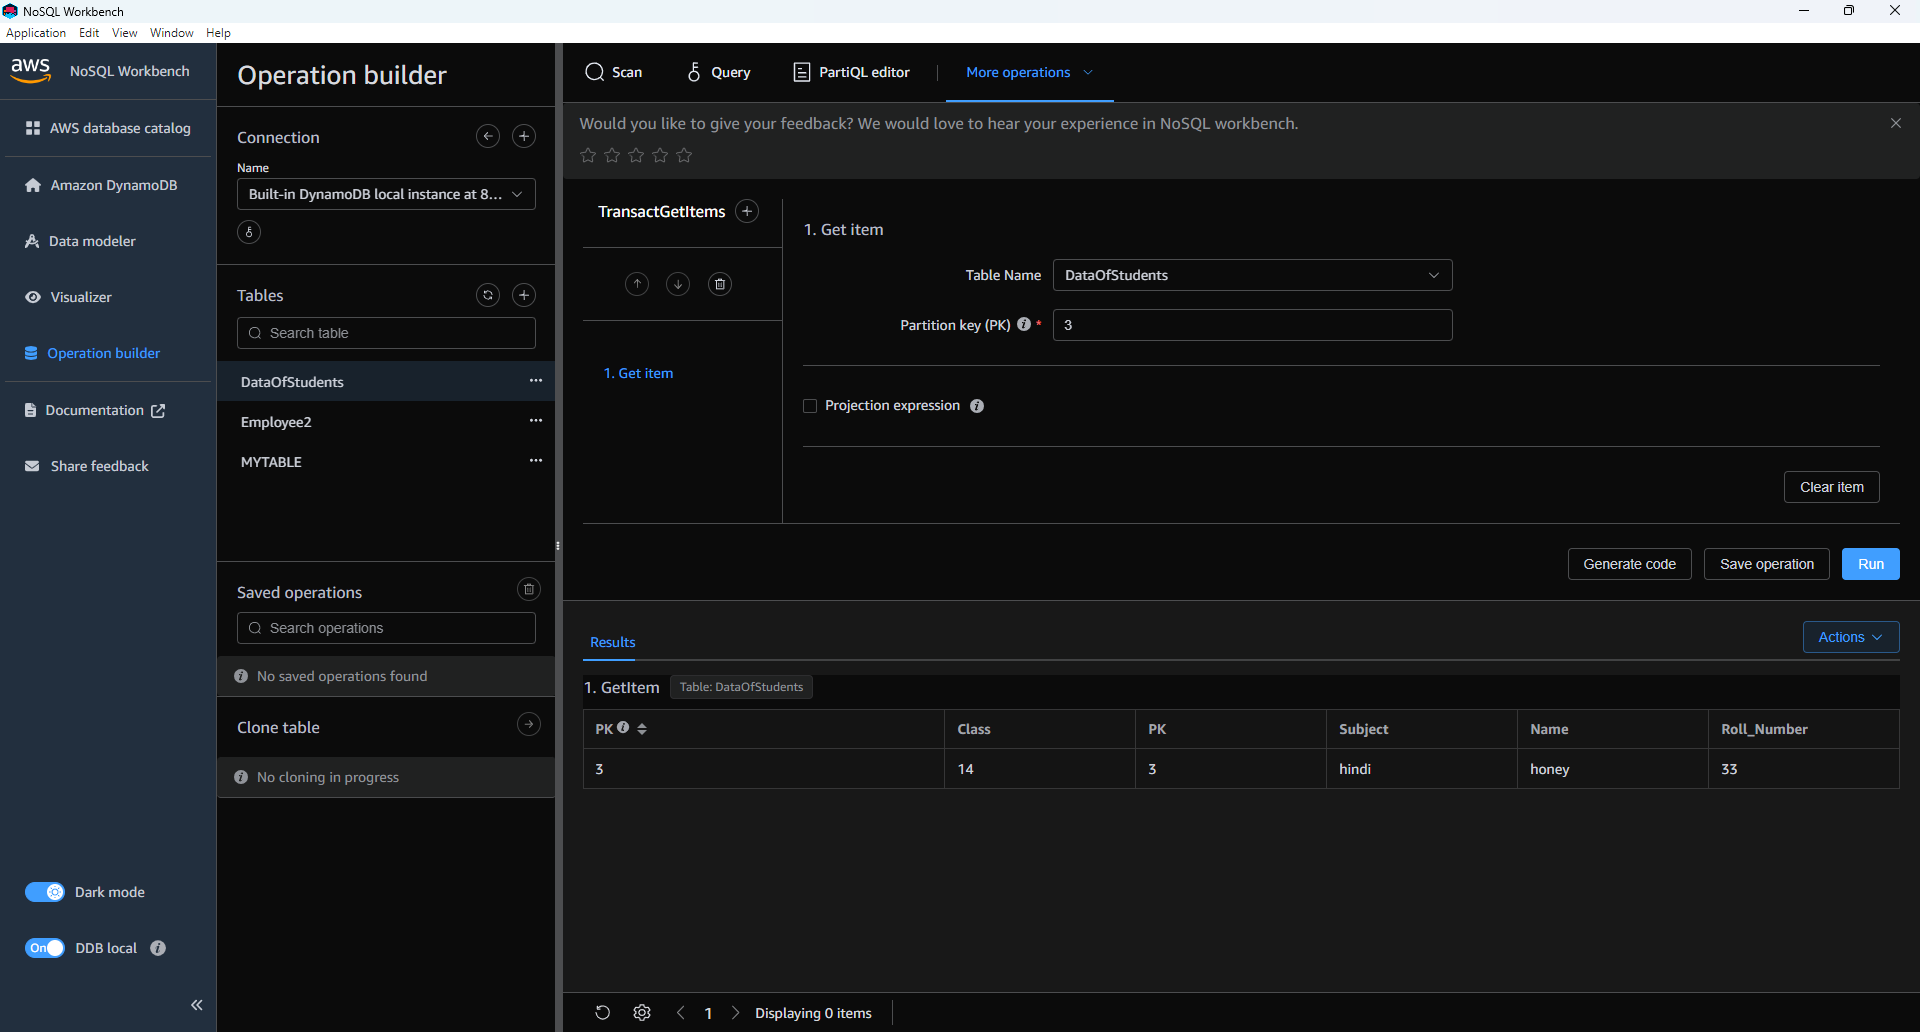 NoSQL Workbench
Application Edit View Window Help
aws NoSQL Workbench
AWS database catalog
Amazon DynamoDB
Data modeler
Visualizer
Operation builder
Documentation
Share feedback
Dark mode
On DDB local
Operation builder
Connection
Name
Built-in DynamoDB local instance at 8...
Tables
Search table
DataOfStudents
Employee2
MYTABLE
Saved operations
Search operations
No saved operations found
Clone table
No cloning in progress
Scan Query PartiQL editor More operations
Would you like to give your feedback? We would love to hear your experience in NoSQL workbench.
TransactGetItems
1. Get item
1. Get item
Table Name DataOfStudents
Partition key (PK) * 3
Projection expression
Clear item
Generate code Save operation Run
Results Actions
1. GetItem Table: DataOfStudents
PK Class PK Subject Name Roll_Number
3 14 3 hindi honey 33
1 Displaying 0 items